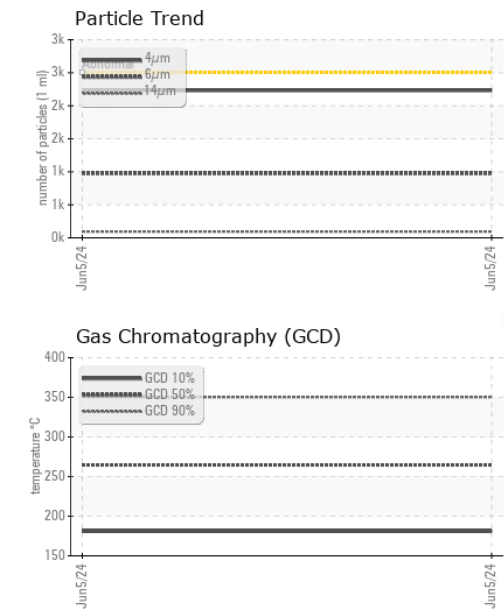 Particle Trend
3k
3k
2k
2k
1k
1k
0k
number of particles (1 ml)
Abnormal
4µm
6µm
14µm
Jun5/24
Jun5/24
Gas Chromatography (GCD)
400
350
300
250
200
150
temperature °C
GCD 10%
GCD 50%
GCD 90%
Jun5/24
Jun5/24